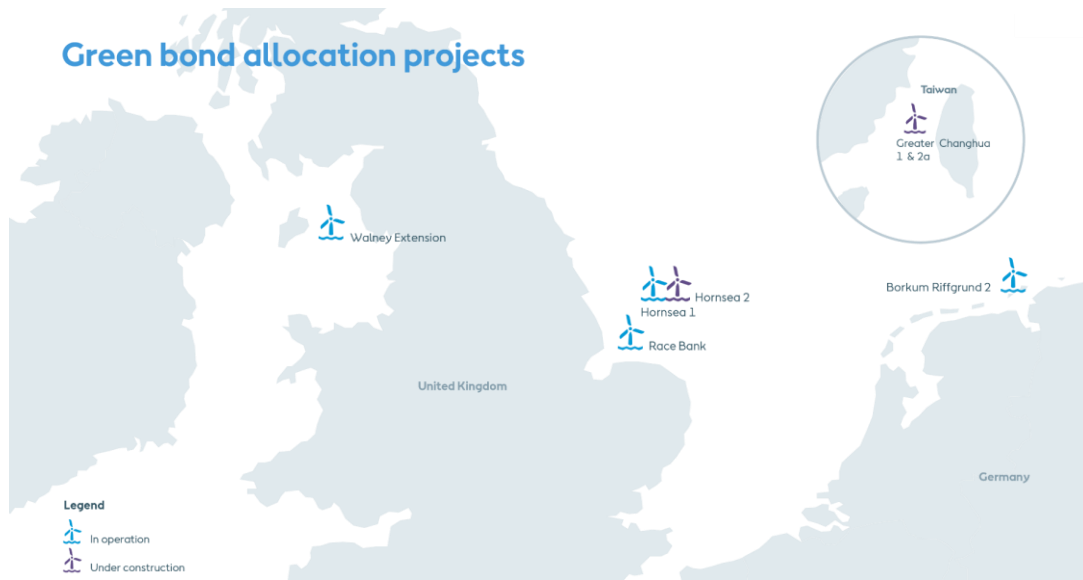 Green bond allocation projects
Taiwan
Greater Changhua
1 & 2a
Walney Extension
Borkum Riffgrund 2
Hornsea 2
Hornsea 1
Race Bank
United Kingdom
Germany
Legend
In operation
Under construction